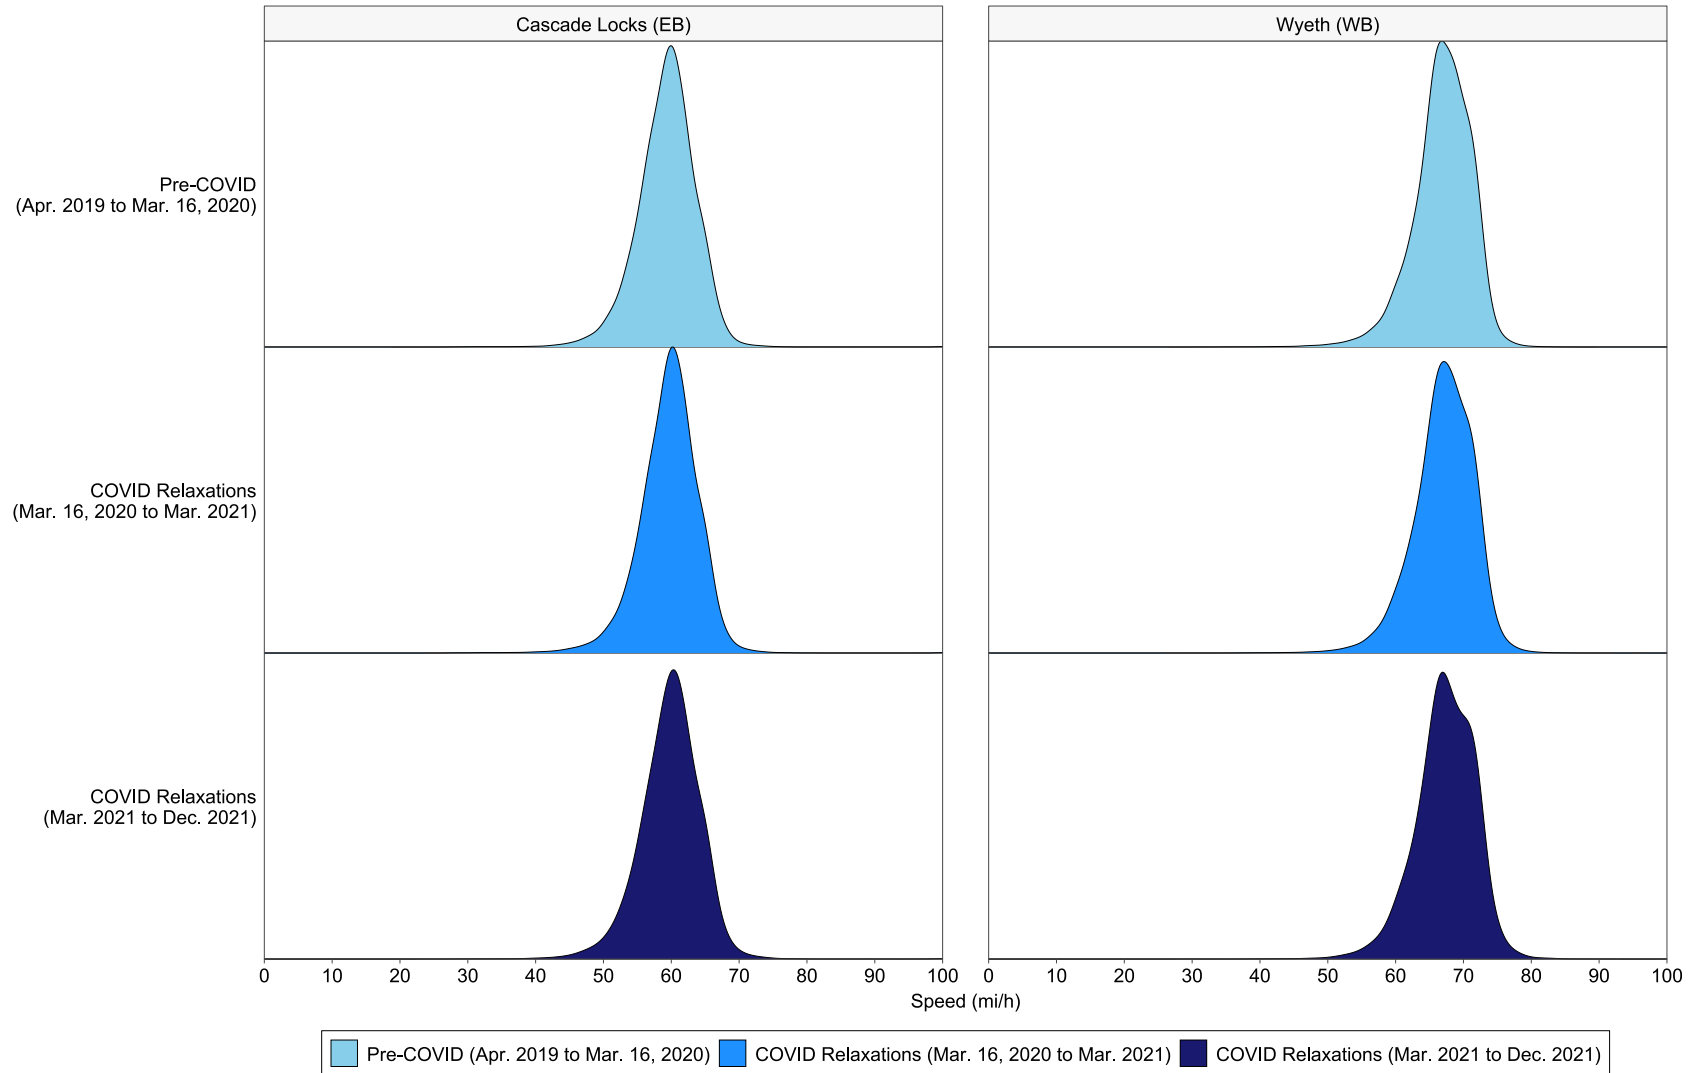 Cascade Locks (EB)
Wyeth (WB)
Pre-COVID
(Apr. 2019 to Mar. 16, 2020)
COVID Relaxations
(Mar. 16, 2020 to Mar. 2021)
COVID Relaxations
(Mar. 2021 to Dec. 2021)
0 10 20 30 40 50 60 70 80 90 100
0 10 20 30 40 50 60 70 80 90 100
Speed (mi/h)
Pre-COVID (Apr. 2019 to Mar. 16, 2020) COVID Relaxations (Mar. 16, 2020 to Mar. 2021) COVID Relaxations (Mar. 2021 to Dec. 2021)